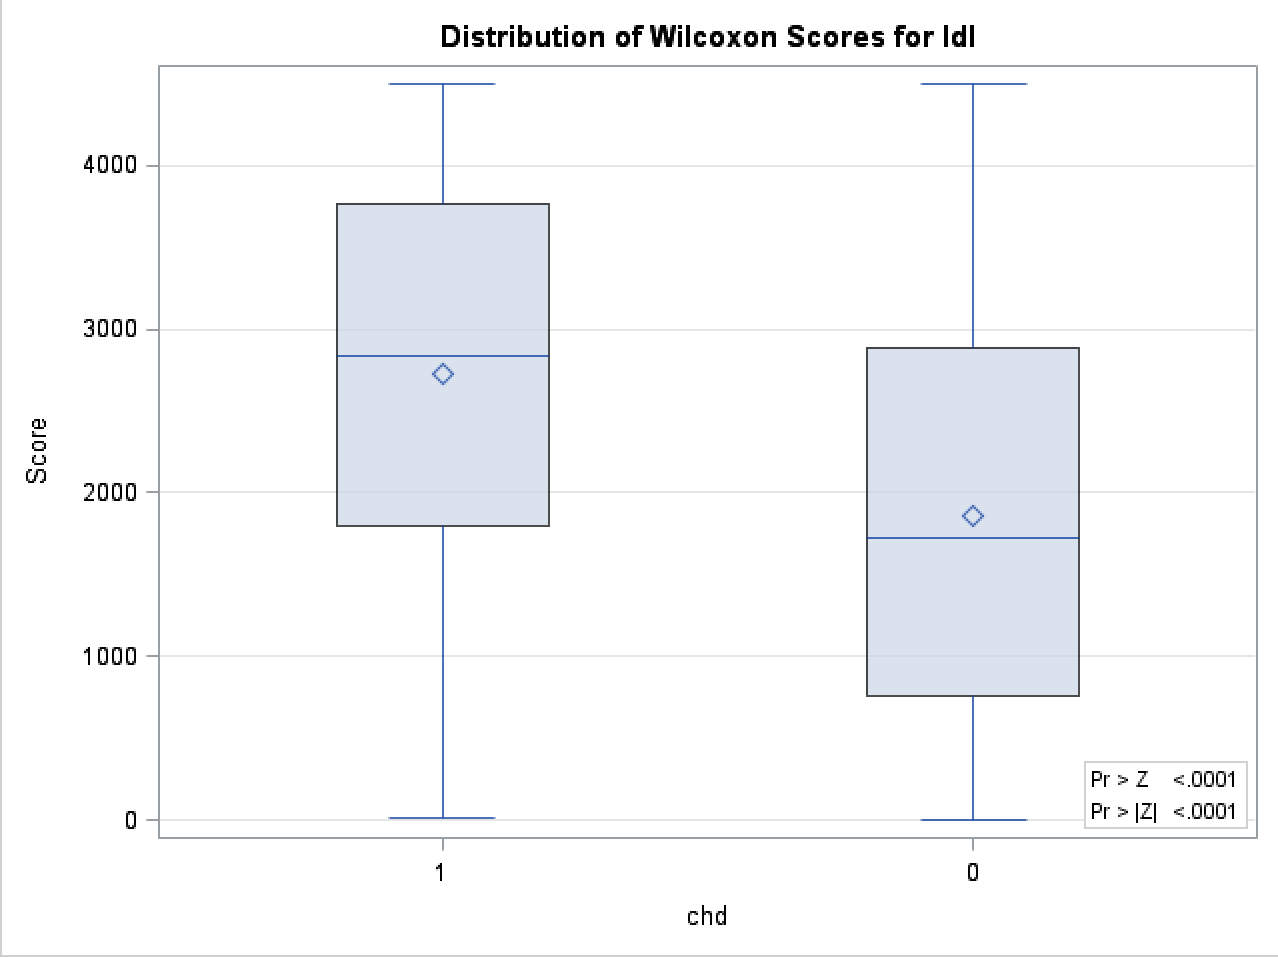 Distribution of Wilcoxon Scores for ldl
4000
3000
2000
1000
0
Score
Pr > Z <.0001
Pr > |Z| <.0001
1 0
chd